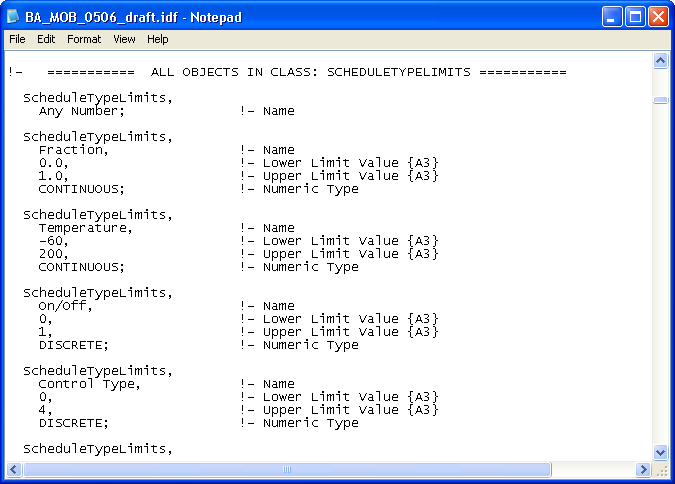 BA_MOB_0506_draft.idf - Notepad
File Edit Format View Help
!-   ===========  ALL OBJECTS IN CLASS: SCHEDULETYPELIMITS ===========
ScheduleTypeLimits,
Any Number;              !- Name
ScheduleTypeLimits,
Fraction,                !- Name
0.0,                     !- Lower Limit Value {A3}
1.0,                     !- Upper Limit Value {A3}
CONTINUOUS;              !- Numeric Type
ScheduleTypeLimits,
Temperature,             !- Name
-60,                     !- Lower Limit Value {A3}
200,                     !- Upper Limit Value {A3}
CONTINUOUS;              !- Numeric Type
ScheduleTypeLimits,
On/Off,                  !- Name
0,                       !- Lower Limit Value {A3}
1,                       !- Upper Limit Value {A3}
DISCRETE;                !- Numeric Type
ScheduleTypeLimits,
Control Type,            !- Name
0,                       !- Lower Limit Value {A3}
4,                       !- Upper Limit Value {A3}
DISCRETE;                !- Numeric Type
ScheduleTypeLimits,